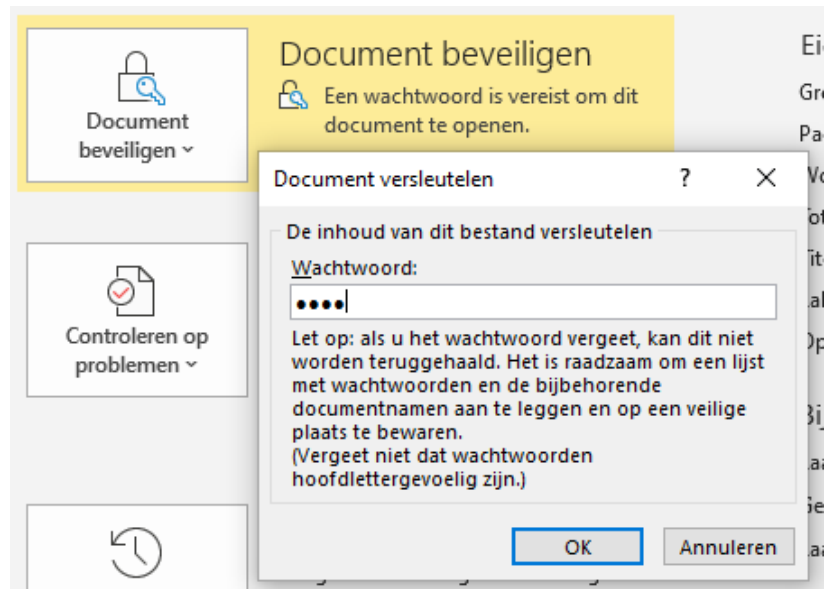 Document beveiligen
Een wachtwoord is vereist om dit
document te openen.
Document
beveiligen
Document versleutelen
?
De inhoud van dit bestand versleutelen
Wachtwoord:
••••
Let op: als u het wachtwoord vergeet, kan dit niet
worden teruggehaald. Het is raadzaam om een lijst
met wachtwoorden en de bijbehorende
documentnamen aan te leggen en op een veilige
plaats te bewaren.
(Vergeet niet dat wachtwoorden
hoofdlettergevoelig zijn.)
OK
Annuleren
Controleren op
problemen